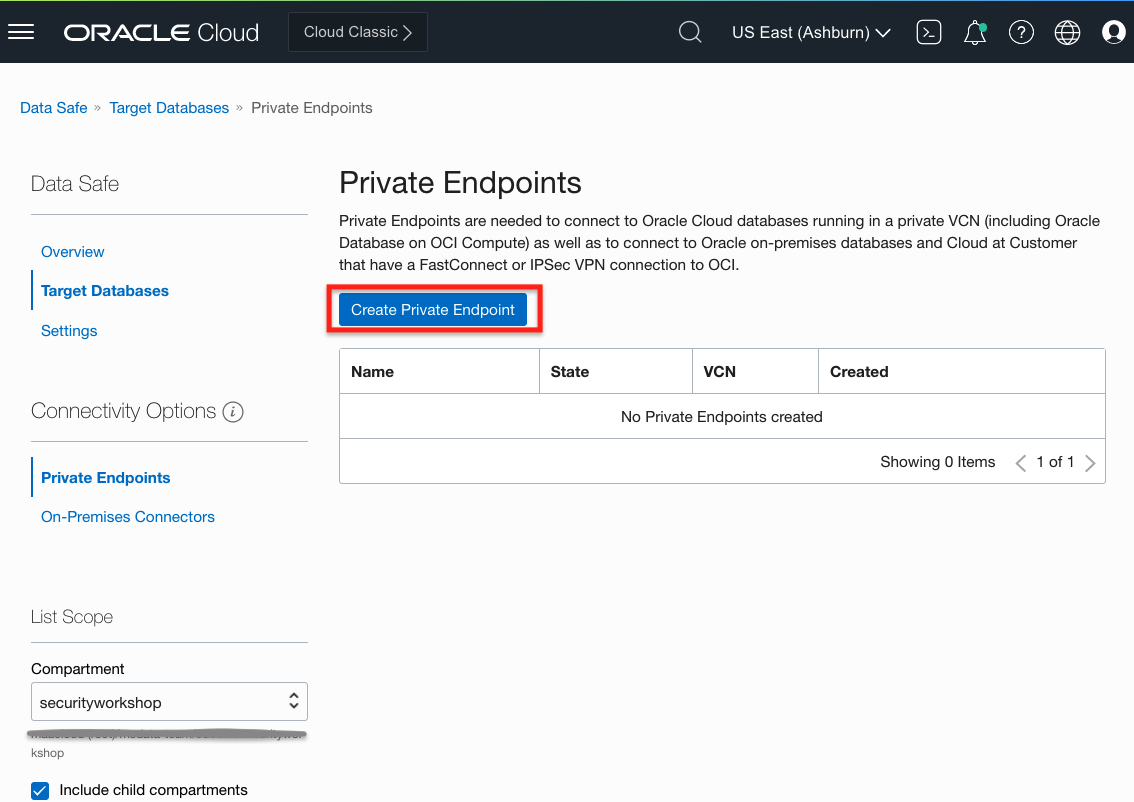 ORACLE Cloud
Cloud Classic
US East (Ashburn)
Data Safe » Target Databases » Private Endpoints
Data Safe
Overview
Target Databases
Settings
Connectivity Options i
Private Endpoints
On-Premises Connectors
List Scope
Compartment
securityworkshop
kshop
Include child compartments
Private Endpoints
Private Endpoints are needed to connect to Oracle Cloud databases running in a private VCN (including Oracle
Database on OCI Compute) as well as to connect to Oracle on-premises databases and Cloud at Customer
that have a FastConnect or IPSec VPN connection to OCI.
Create Private Endpoint
Name State VCN Created
No Private Endpoints created
Showing 0 Items 1 of 1